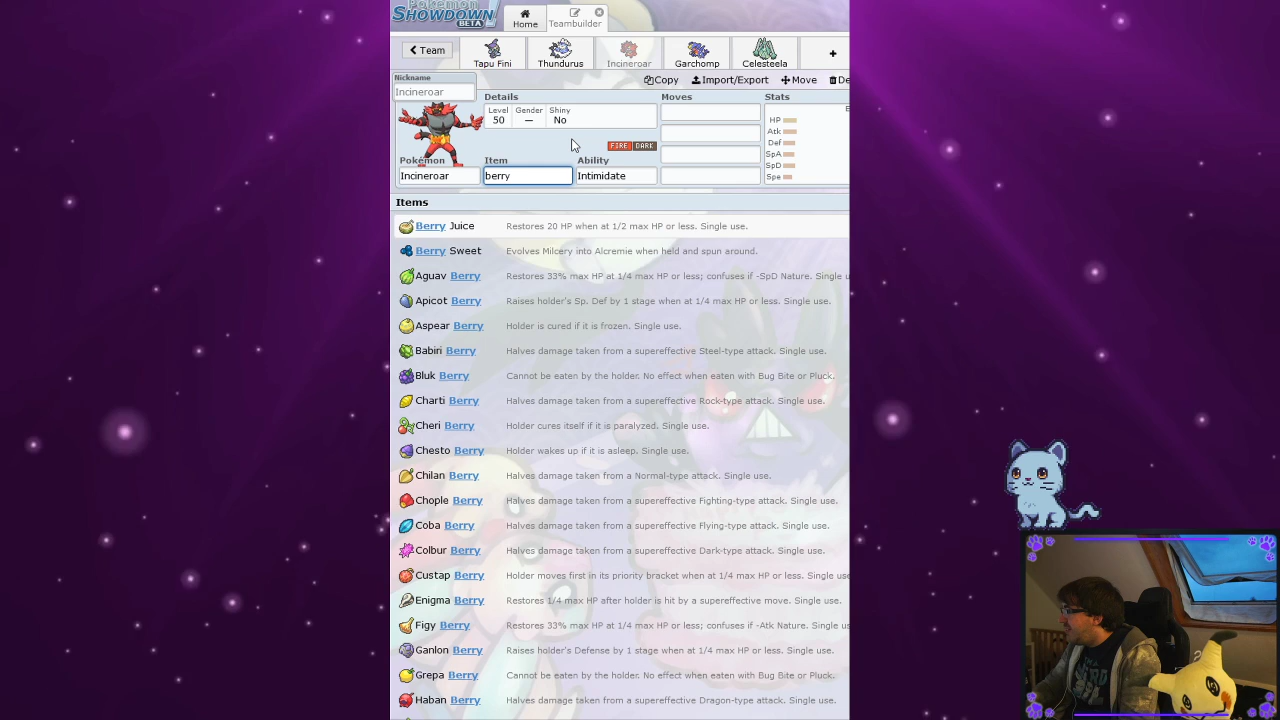 Pokémon
SHOWDOWN
BETA
Home
Teambuilder
Team
Tapu Fini
Thundurus
Incineroar
Garchomp
Celesteela
+
Copy
Import/Export
Move
Nickname
Incineroar
Details
Level
50
Gender
—
Shiny
No
FIRE DARK
Moves
Stats
HP
Atk
Def
SpA
SpD
Spe
Pokémon
Incineroar
Item
berry
Ability
Intimidate
Items
Berry Juice Restores 20 HP when at 1/2 max HP or less. Single use.
Berry Sweet Evolves Milcery into Alcremie when held and spun around.
Aguav Berry Restores 33% max HP at 1/4 max HP or less; confuses if -SpD Nature. Single
Apicot Berry Raises holder's Sp. Def by 1 stage when at 1/4 max HP or less. Single use.
Aspear Berry Holder is cured if it is frozen. Single use.
Babiri Berry Halves damage taken from a supereffective Steel-type attack. Single use.
Bluk Berry Cannot be eaten by the holder. No effect when eaten with Bug Bite or Pluck.
Charti Berry Halves damage taken from a supereffective Rock-type attack. Single use.
Cheri Berry Holder cures itself if it is paralyzed. Single use.
Chesto Berry Holder wakes up if it is asleep. Single use.
Chilan Berry Halves damage taken from a Normal-type attack. Single use.
Chople Berry Halves damage taken from a supereffective Fighting-type attack. Single use.
Coba Berry Halves damage taken from a supereffective Flying-type attack. Single use.
Colbur Berry Halves damage taken from a supereffective Dark-type attack. Single use.
Custap Berry Holder moves first in its priority bracket when at 1/4 max HP or less. Single
Enigma Berry Restores 1/4 max HP after holder is hit by a supereffective move. Single use.
Figy Berry Restores 33% max HP at 1/4 max HP or less; confuses if -Atk Nature. Single
Ganlon Berry Raises holder's Defense by 1 stage when at 1/4 max HP or less. Single use.
Grepa Berry Cannot be eaten by the holder. No effect when eaten with Bug Bite or Pluck.
Haban Berry Halves damage taken from a supereffective Dragon-type attack. Single use.